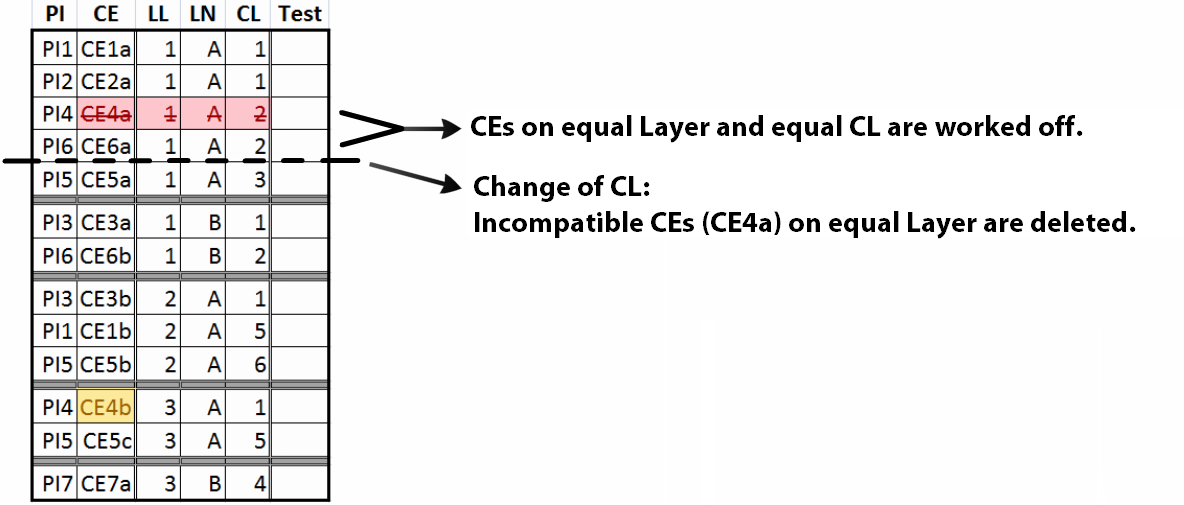 PI CE LL LN CL Test
PI1 CE1a 1 A 1
PI2 CE2a 1 A 1
PI4 CE4a 1 A 2
PI6 CE6a 1 A 2
PI5 CE5a 1 A 3
PI3 CE3a 1 B 1
PI6 CE6b 1 B 2
PI3 CE3b 2 A 1
PI1 CE1b 2 A 5
PI5 CE5b 2 A 6
PI4 CE4b 3 A 1
PI5 CE5c 3 A 5
PI7 CE7a 3 B 4
CEs on equal Layer and equal CL are worked off.
Change of CL:
Incompatible CEs (CE4a) on equal Layer are deleted.